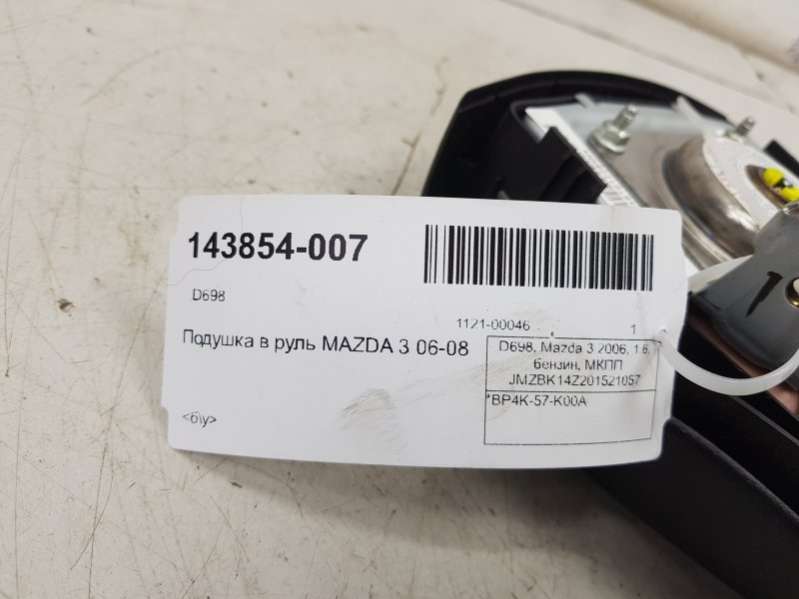 143854-007
D698
1121-00046
1
Подушка в руль MAZDA 3 06-08
D698, Mazda 3 2006, 1.6,
бензин, МКПП
JMZBK14Z201521057
*BP4K-57-K00A
<б\у>